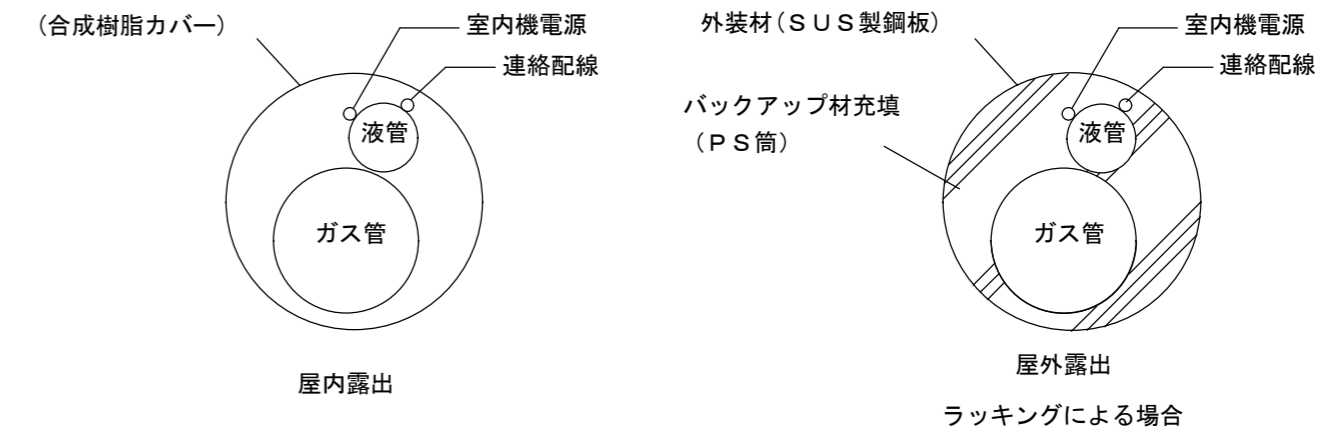 (合成樹脂カバー)
室内機電源
連絡配線
液管
ガス管
屋内露出
外装材(SUS製鋼板)
室内機電源
連絡配線
バックアップ材充填
(PS筒)
液管
ガス管
屋外露出
ラッキングによる場合